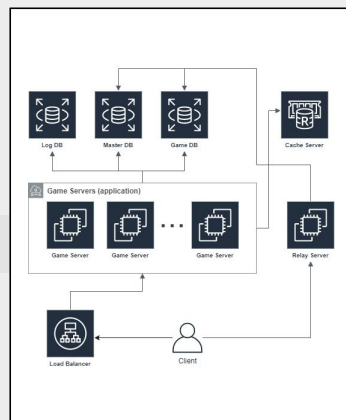 Log DB
Master DB
Game DB
R
Cache Server
Game Servers (application)
Game Server
Game Server
Game Server
Relay Server
Load Balancer
Client